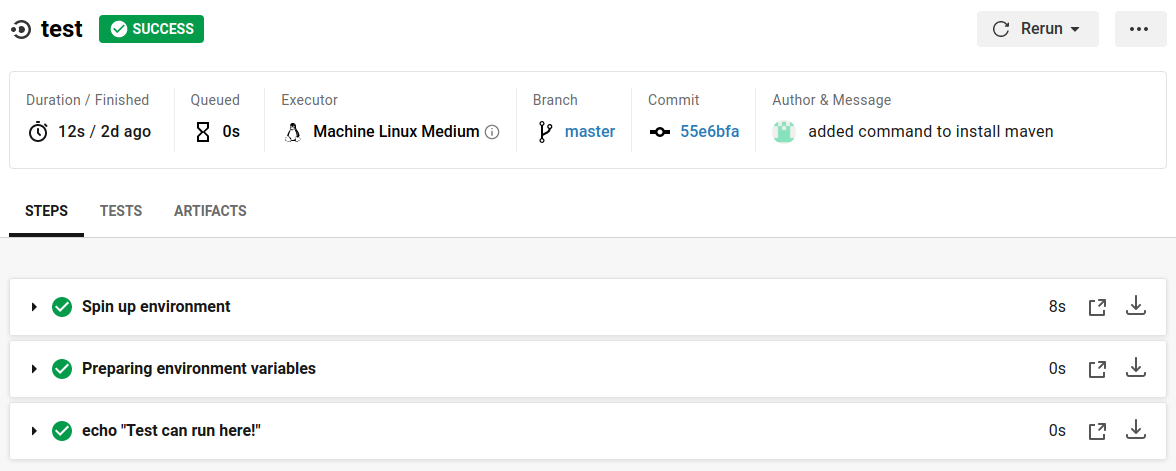 test SUCCESS Rerun
Duration / Finished Queued Executor Branch Commit Author & Message
12s / 2d ago 0s Machine Linux Medium master 55e6bfa added command to install maven
STEPS TESTS ARTIFACTS
Spin up environment 8s
Preparing environment variables 0s
echo "Test can run here!" 0s